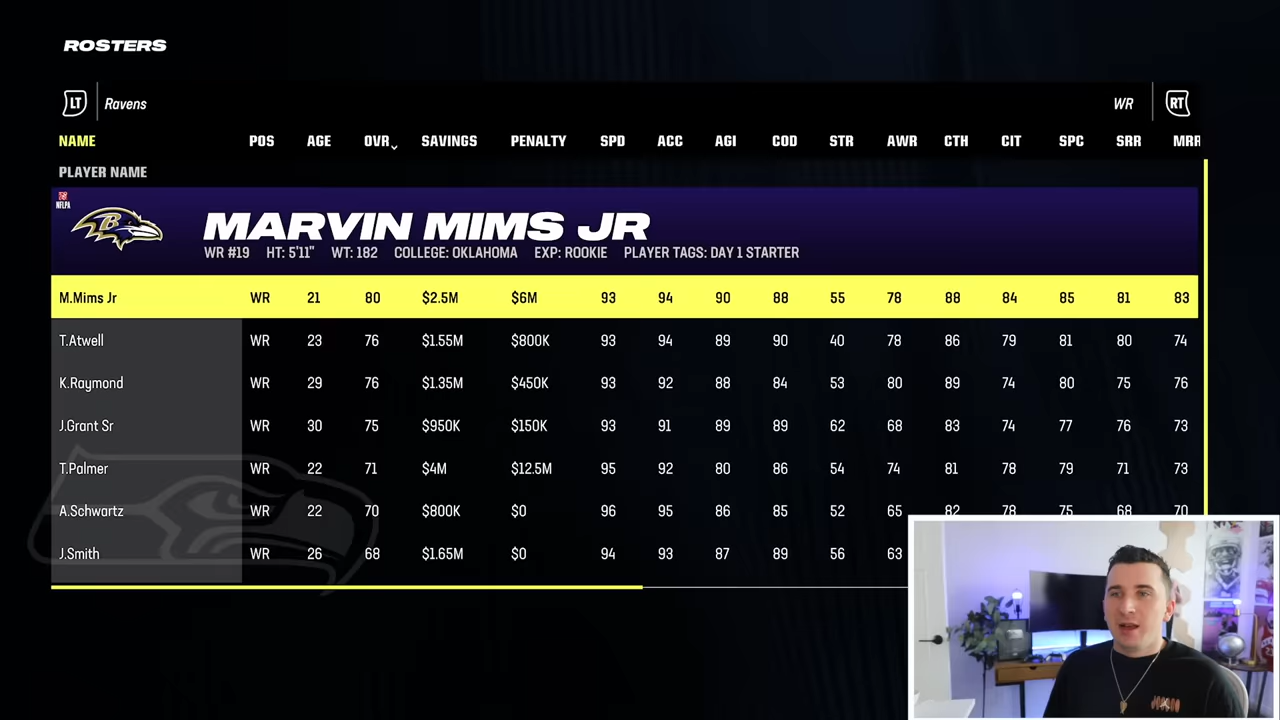 ROSTERS
LT Ravens WR RT
NAME POS AGE OVR SAVINGS PENALTY SPD ACC AGI COD STR AWR CTH CIT SPC SRR MRR
PLAYER NAME
NFLPA
B
MARVIN MIMS JR
WR #19 HT: 5'11" WT: 182 COLLEGE: OKLAHOMA EXP: ROOKIE PLAYER TAGS: DAY 1 STARTER
M.Mims Jr WR 21 80 $2.5M $6M 93 94 90 88 55 78 88 84 85 81 83
T.Atwell WR 23 76 $1.55M $800K 93 94 89 90 40 78 86 79 81 80 74
K.Raymond WR 29 76 $1.35M $450K 93 92 88 84 53 80 89 74 80 75 76
J.Grant Sr WR 30 75 $950K $150K 93 91 89 89 62 68 83 74 77 76 73
T.Palmer WR 22 71 $4M $12.5M 95 92 80 86 54 74 81 78 79 71 73
A.Schwartz WR 22 70 $800K $0 96 95 86 85 52 65 82 78 75 68 70
J.Smith WR 26 68 $1.65M $0 94 93 87 89 56 63